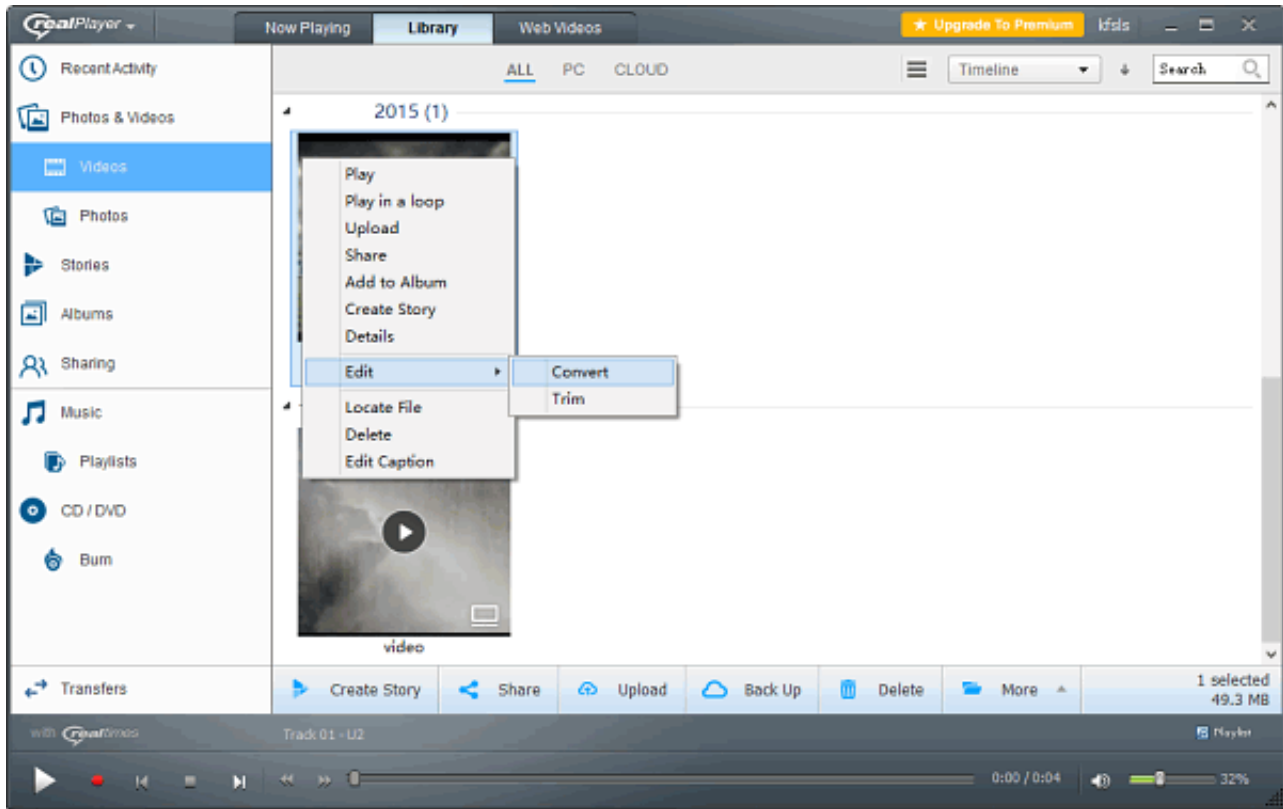 RealPlayer
Now Playing
Library
Web Videos
Upgrade To Premium
kfsls
Recent Activity
Photos & Videos
Videos
Photos
Stories
Albums
Sharing
Music
Playlists
CD / DVD
Burn
Transfers
ALL PC CLOUD
Timeline
Search
2015 (1)
Play
Play in a loop
Upload
Share
Add to Album
Create Story
Details
Edit
Convert
Trim
Locate File
Delete
Edit Caption
video
Create Story
Share
Upload
Back Up
Delete
More
1 selected
49.3 MB
with realtimes
Track 01 - U2
Playlist
0:00 / 0:04
32%